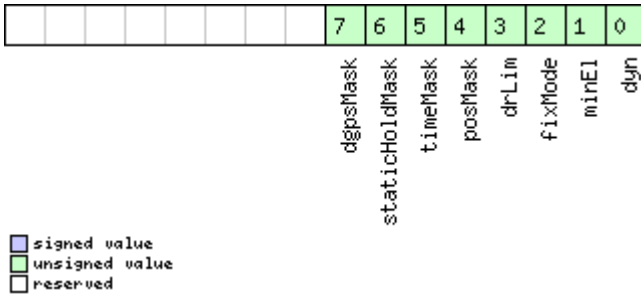 7 6 5 4 3 2 1 0
dgpsMask
staticHoldMask
timeMask
posMask
drLim
fixMode
minEl
dyn
signed value
unsigned value
reserved